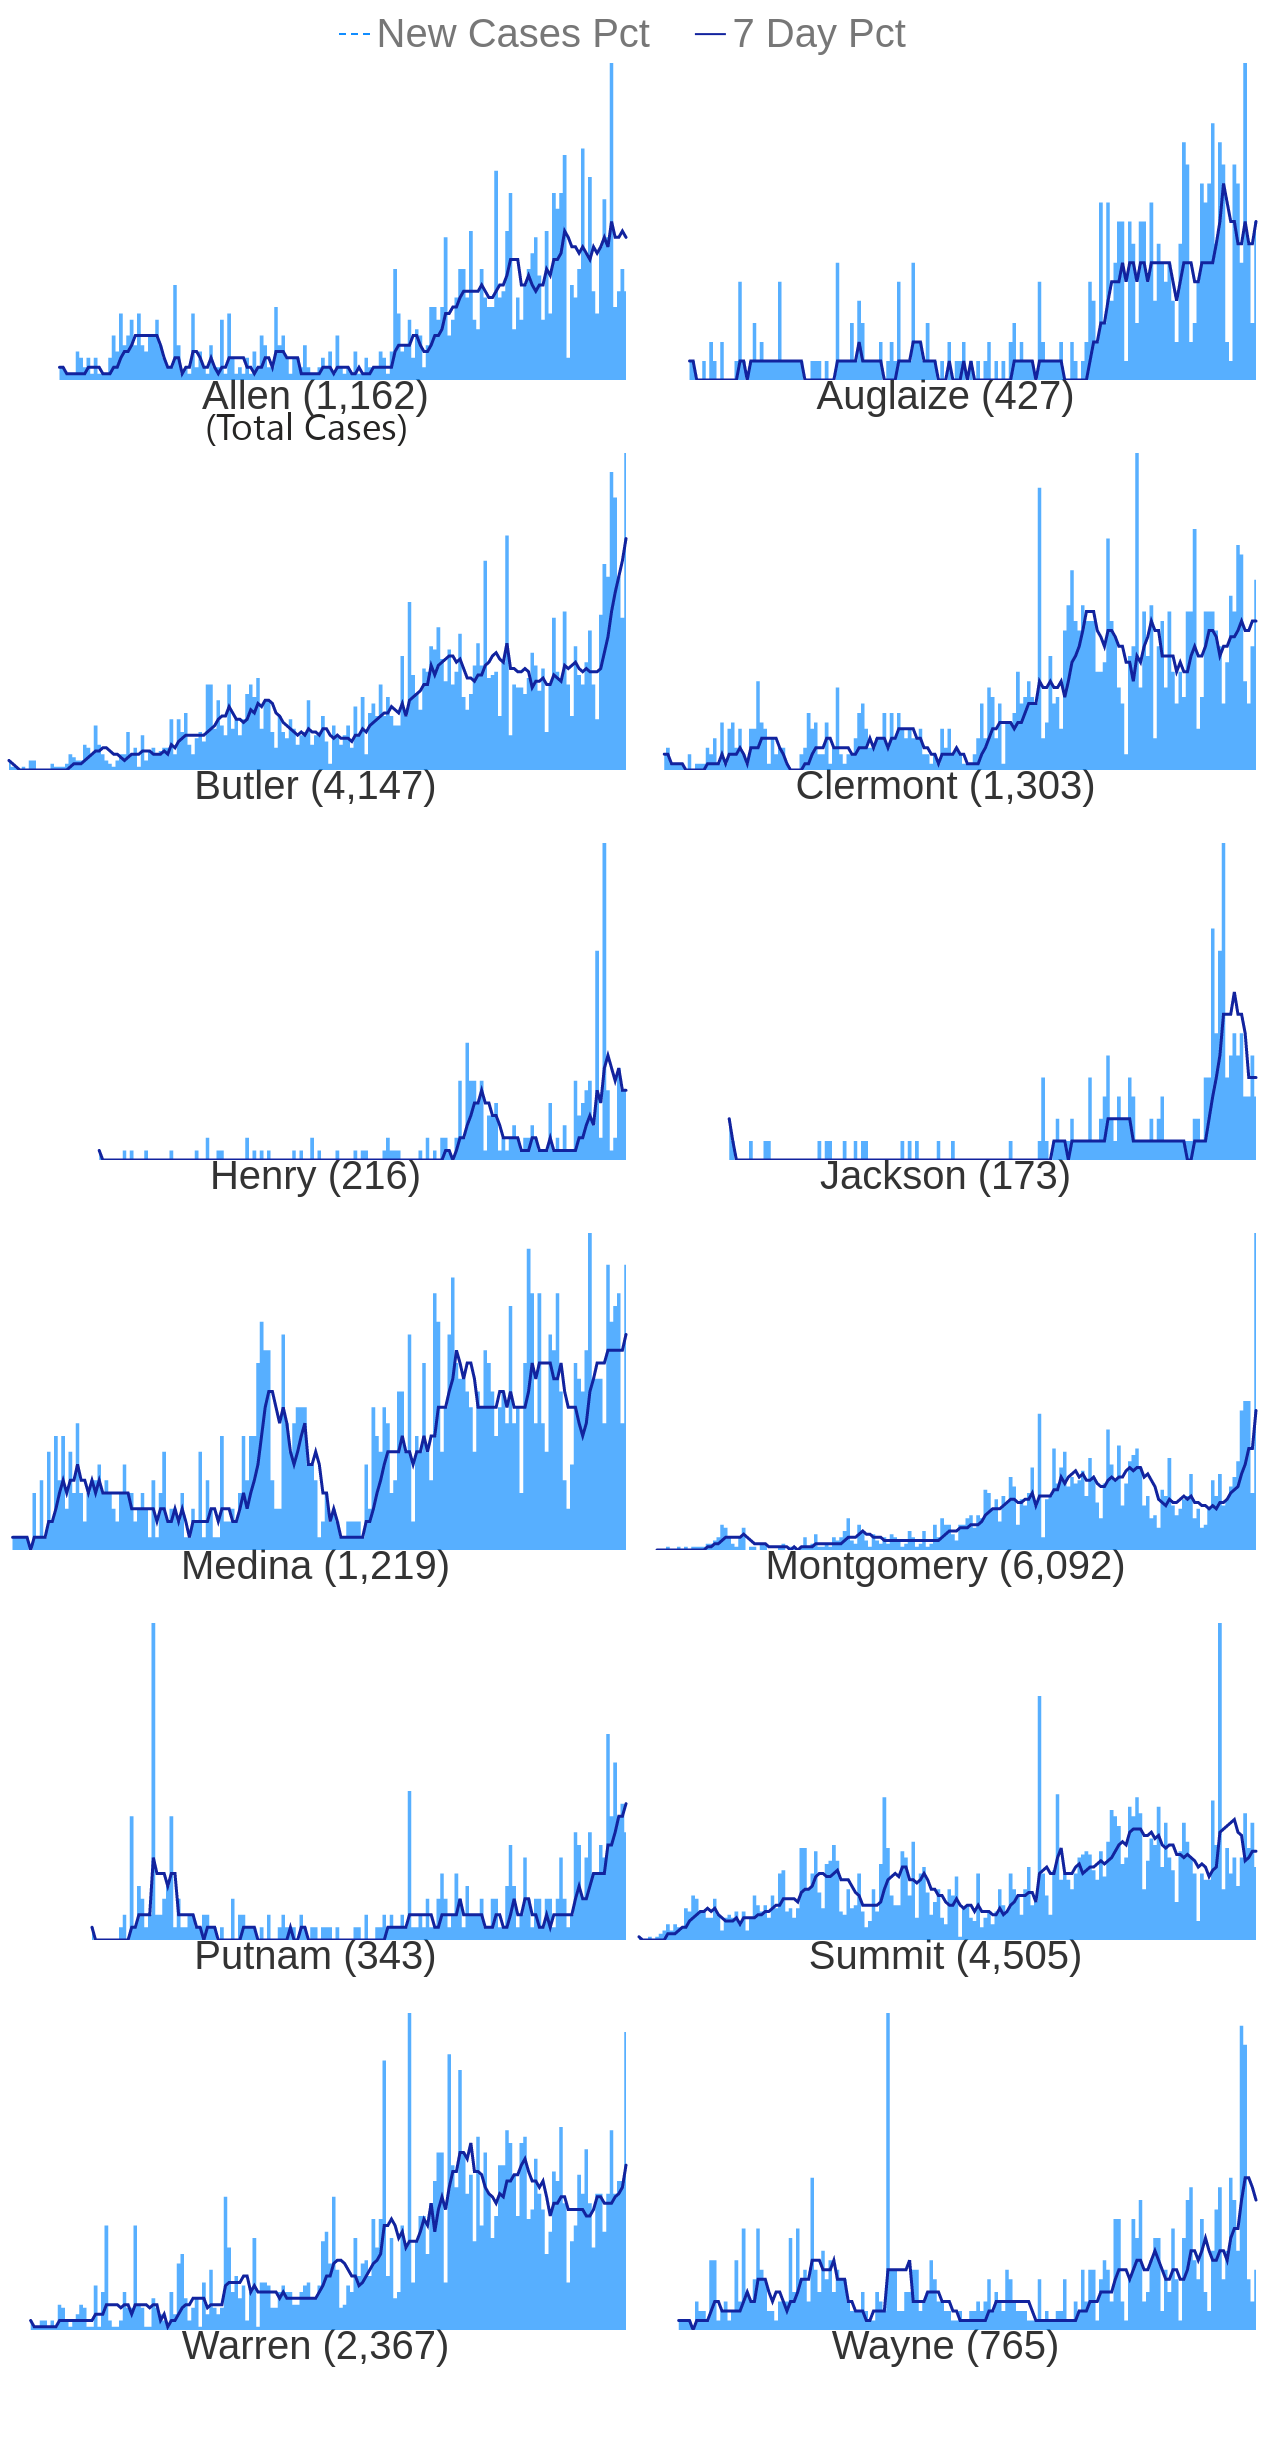 New Cases Pct 7 Day Pct
Allen (1,162) Auglaize (427)
(Total Cases)
Butler (4,147) Clermont (1,303)
Henry (216) Jackson (173)
Medina (1,219) Montgomery (6,092)
Putnam (343) Summit (4,505)
Warren (2,367) Wayne (765)